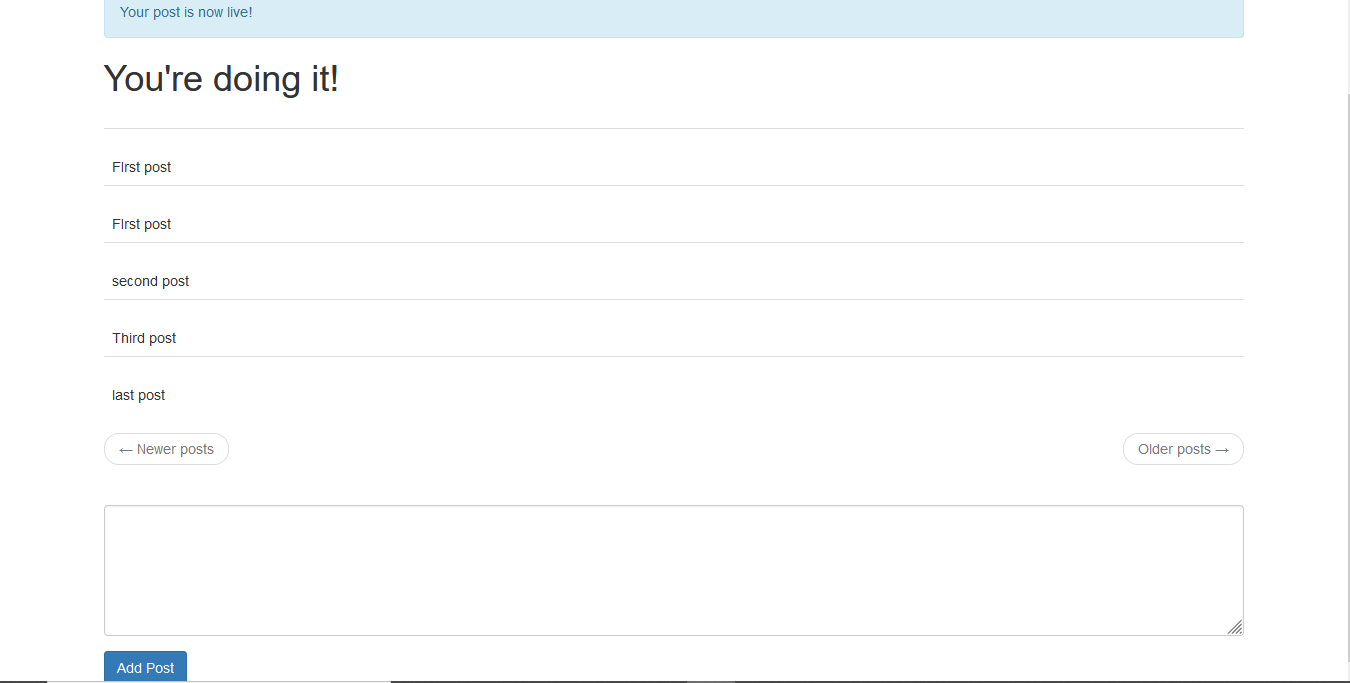 Your post is now live!
You're doing it!
FIrst post
FIrst post
second post
Third post
last post
← Newer posts
Older posts →
Add Post